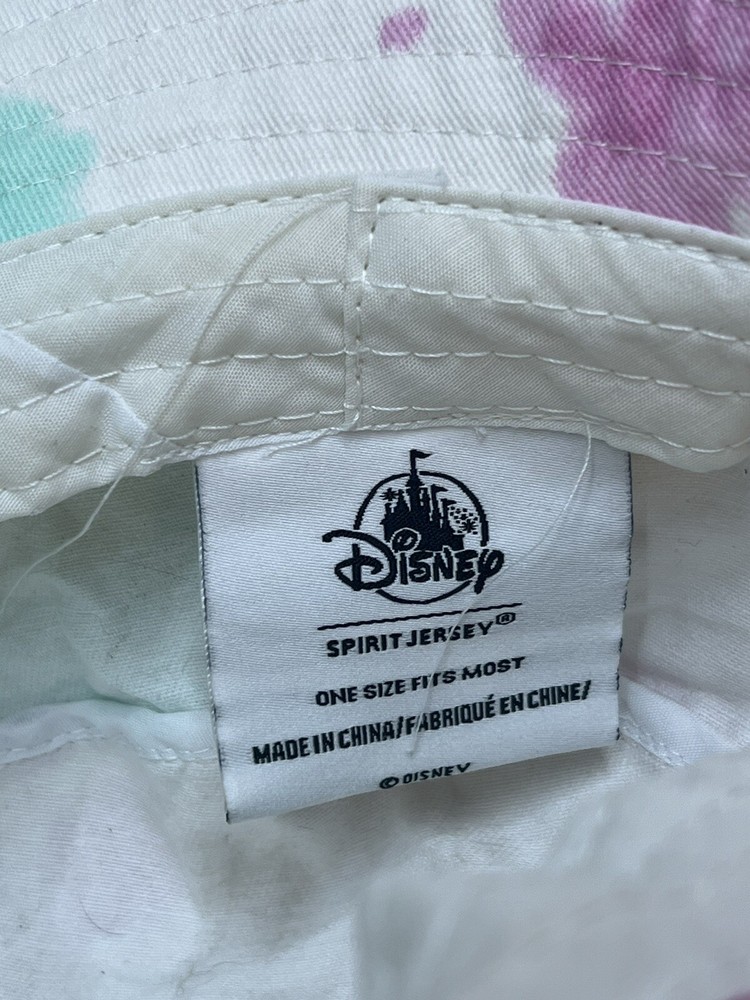 Disney
SPIRIT JERSEY®
ONE SIZE FITS MOST
MADE IN CHINA/FABRIQUÉ EN CHINE/
© DISNEY